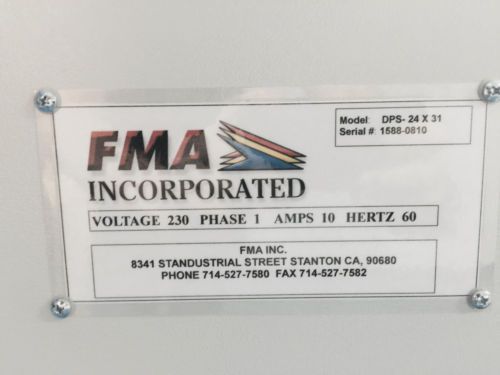 Model: DPS- 24 X 31
Serial #: 1588-0810
FMA
INCORPORATED
VOLTAGE 230 PHASE 1 AMPS 10 HERTZ 60
FMA INC.
8341 STANDUSTRIAL STREET STANTON CA, 90680
PHONE 714-527-7580 FAX 714-527-7582